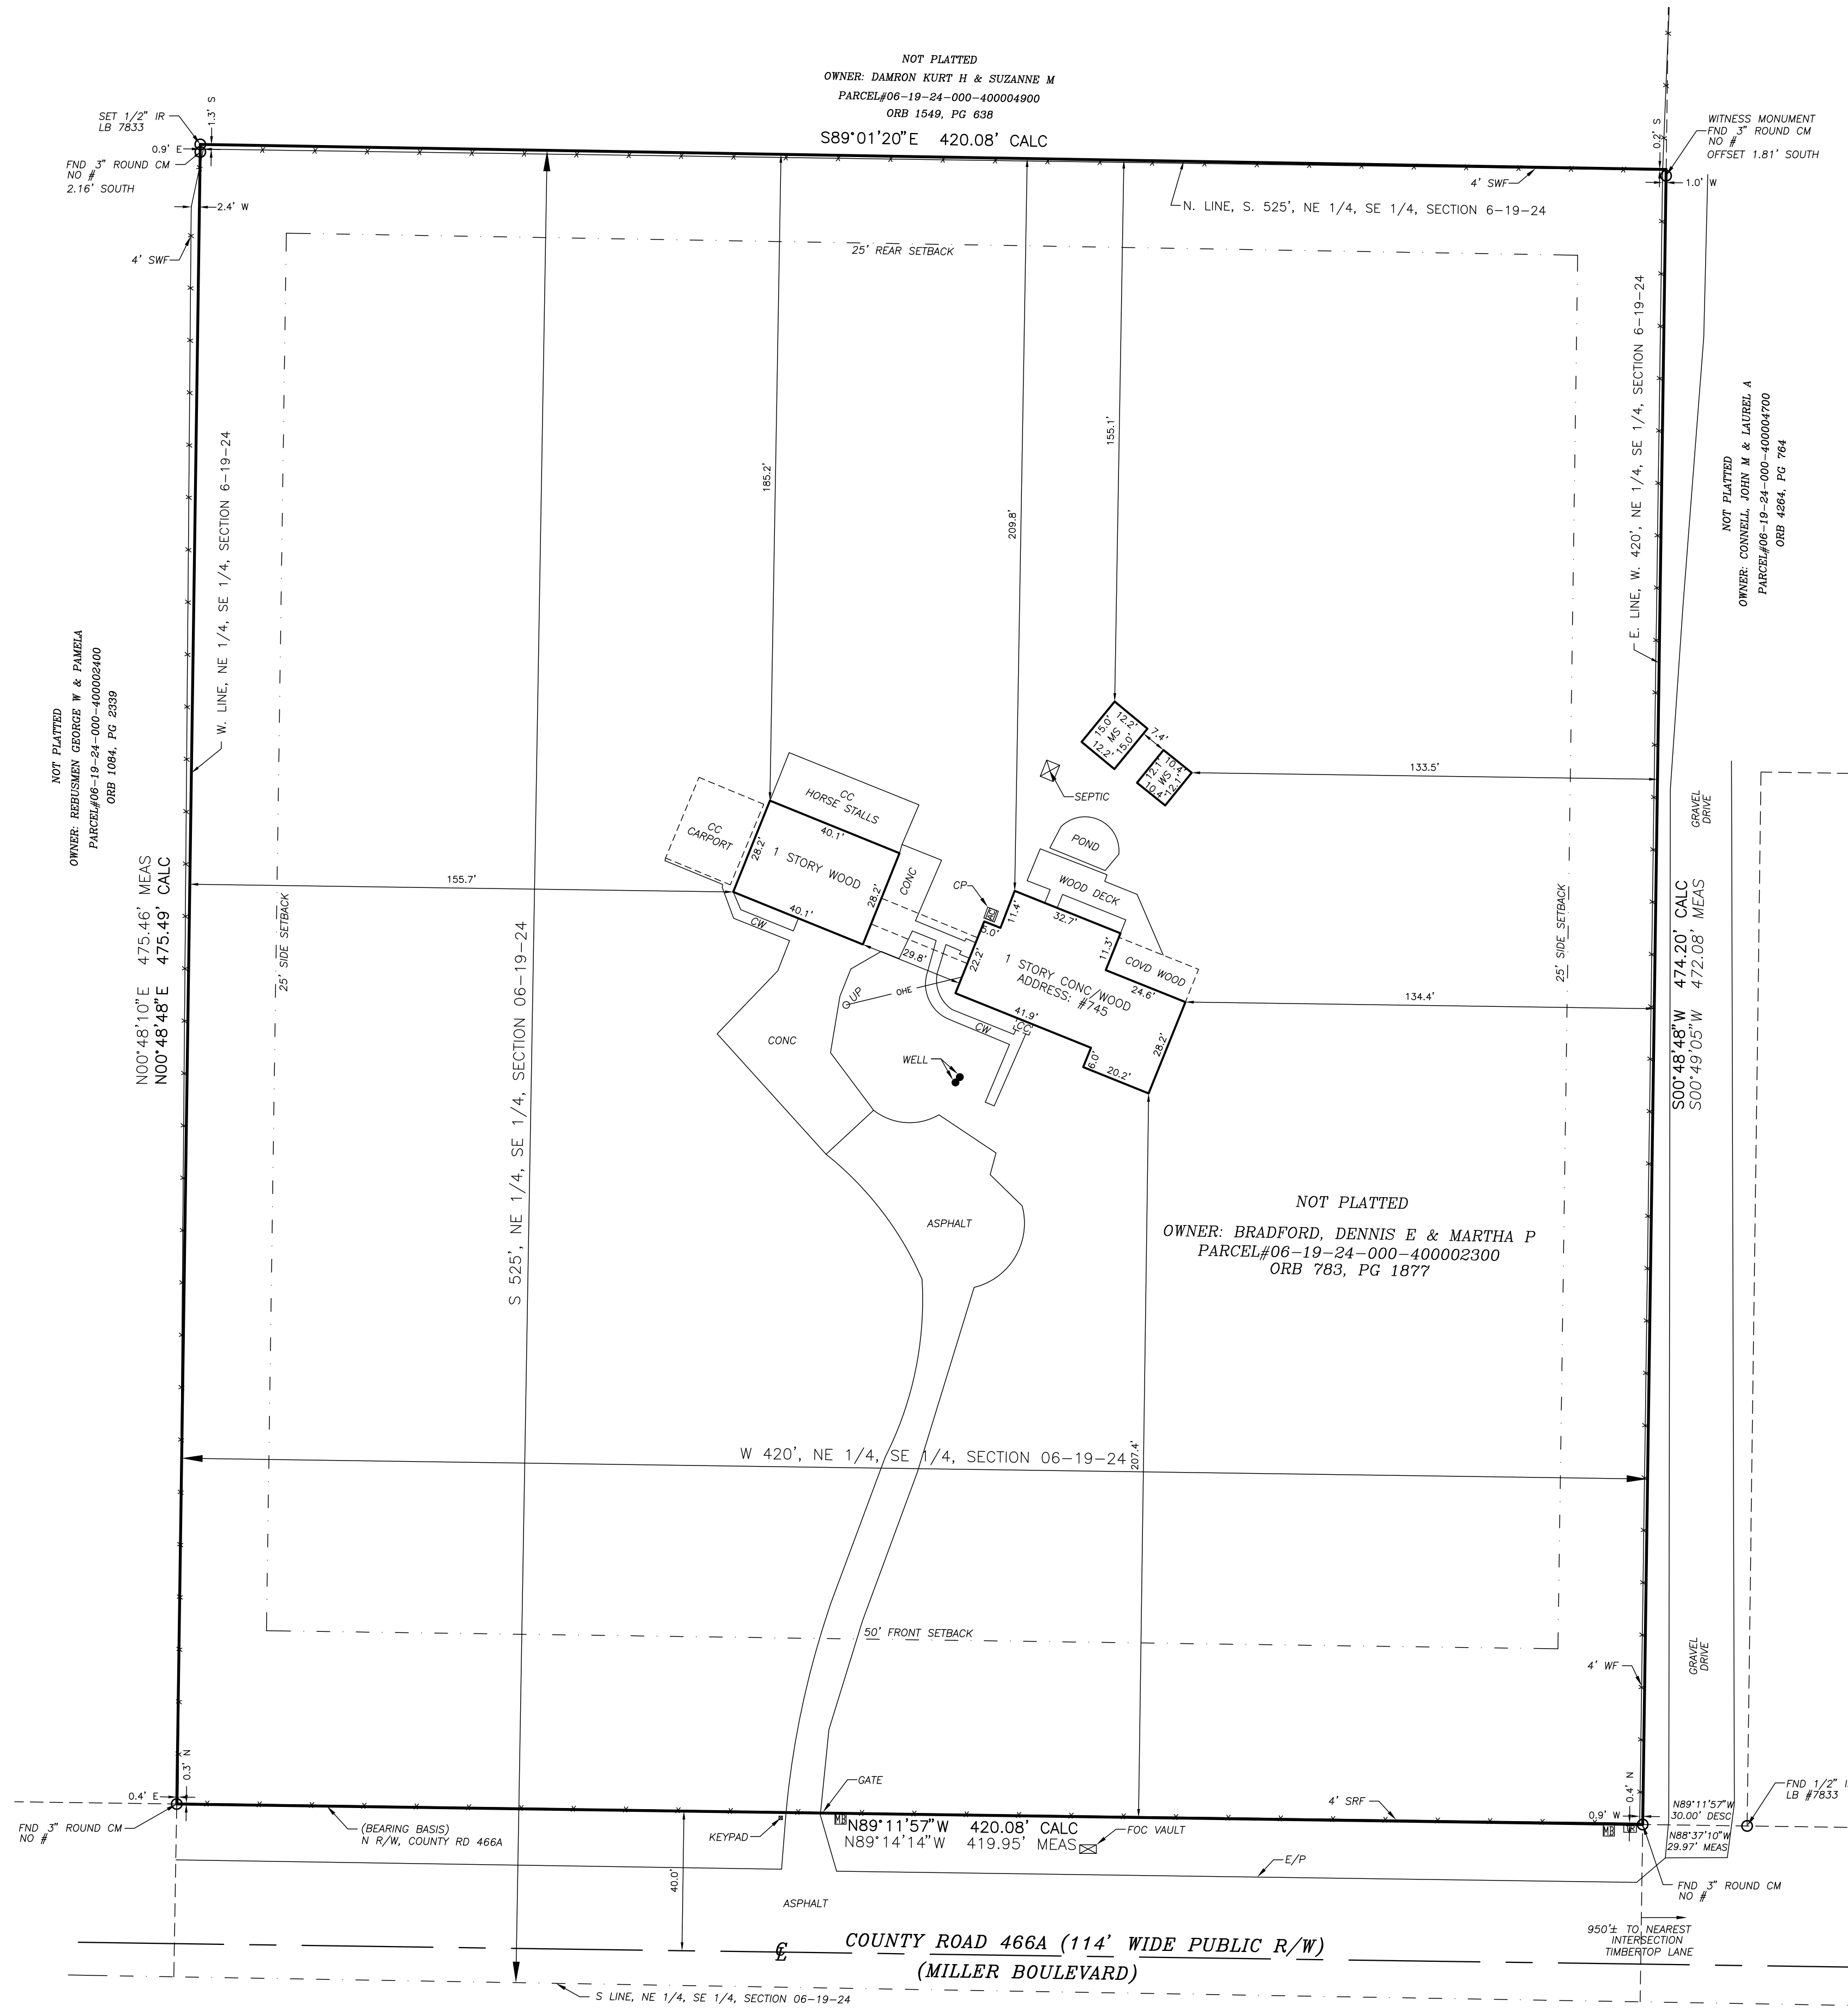 NOT PLATTED
OWNER: DAMRON KURT H & SUZANNE M
PARCEL#06-19-24-000-400004900
ORB 1549, PG 638
S89°01'20"E 420.08' CALC
SET 1/2" IR
LB 7833
1.3' S
0.9' E
FND 3" ROUND CM
NO #
2.16' SOUTH
2.4' W
4' SWF
0.2' S
WITNESS MONUMENT
FND 3" ROUND CM
NO #
OFFSET 1.81' SOUTH
1.0' W
4' SWF
N. LINE, S. 525', NE 1/4, SE 1/4, SECTION 6-19-24
25' REAR SETBACK
W. LINE, NE 1/4, SE 1/4, SECTION 6-19-24
E. LINE, W. 420', NE 1/4, SE 1/4, SECTION 6-19-24
NOT PLATTED
OWNER: CONNELL, JOHN M & LAUREL A
PARCEL#06-19-24-000-400004700
ORB 4264, PG 764
NOT PLATTED
OWNER: REBUSMEN GEORGE W & PAMELA
PARCEL#06-19-24-000-400002400
ORB 1084, PG 2339
185.2'
209.8'
155.1'
15.0'
12.2'
MS
12.2'
15.0'
7.4'
12.1'
10.4'
WS
10.4'
12.1'
133.5'
SEPTIC
GRAVEL
DRIVE
CC
HORSE STALLS
CC
CARPORT
40.1'
28.2'
1 STORY WOOD
28.2'
40.1'
CONC
CW
155.7'
POND
WOOD DECK
CP
AC
11.4'
32.7'
5.0'
11.3'
COVD WOOD
22.2'
29.8'
1 STORY CONC/WOOD
ADDRESS: #745
24.6'
134.4'
UP
OHE
41.9'
CC
CW
28.2'
6.0'
20.2'
CONC
WELL
N00°48'10"E 475.46' MEAS
N00°48'48"E 475.49' CALC
25' SIDE SETBACK
S 525', NE 1/4, SE 1/4, SECTION 06-19-24
25' SIDE SETBACK
S00°48'48"W 474.20' CALC
S00°49'05"W 472.08' MEAS
ASPHALT
NOT PLATTED
OWNER: BRADFORD, DENNIS E & MARTHA P
PARCEL#06-19-24-000-400002300
ORB 783, PG 1877
W 420', NE 1/4, SE 1/4, SECTION 06-19-24
207.4'
50' FRONT SETBACK
4' WF
GRAVEL
DRIVE
0.3' N
0.4' E
FND 3" ROUND CM
NO #
(BEARING BASIS)
N R/W, COUNTY RD 466A
GATE
KEYPAD
MB
N89°11'57"W 420.08' CALC
N89°14'14"W 419.95' MEAS
FOC VAULT
4' SRF
0.9' W
0.4' N
MB
N89°11'57"W
30.00' DESC
N88°37'10"W
29.97' MEAS
FND 1/2" I
LB #7833
E/P
FND 3" ROUND CM
NO #
40.0'
ASPHALT
950'± TO NEAREST
INTERSECTION
TIMBERTOP LANE
COUNTY ROAD 466A (114' WIDE PUBLIC R/W)
(MILLER BOULEVARD)
S LINE, NE 1/4, SE 1/4, SECTION 06-19-24